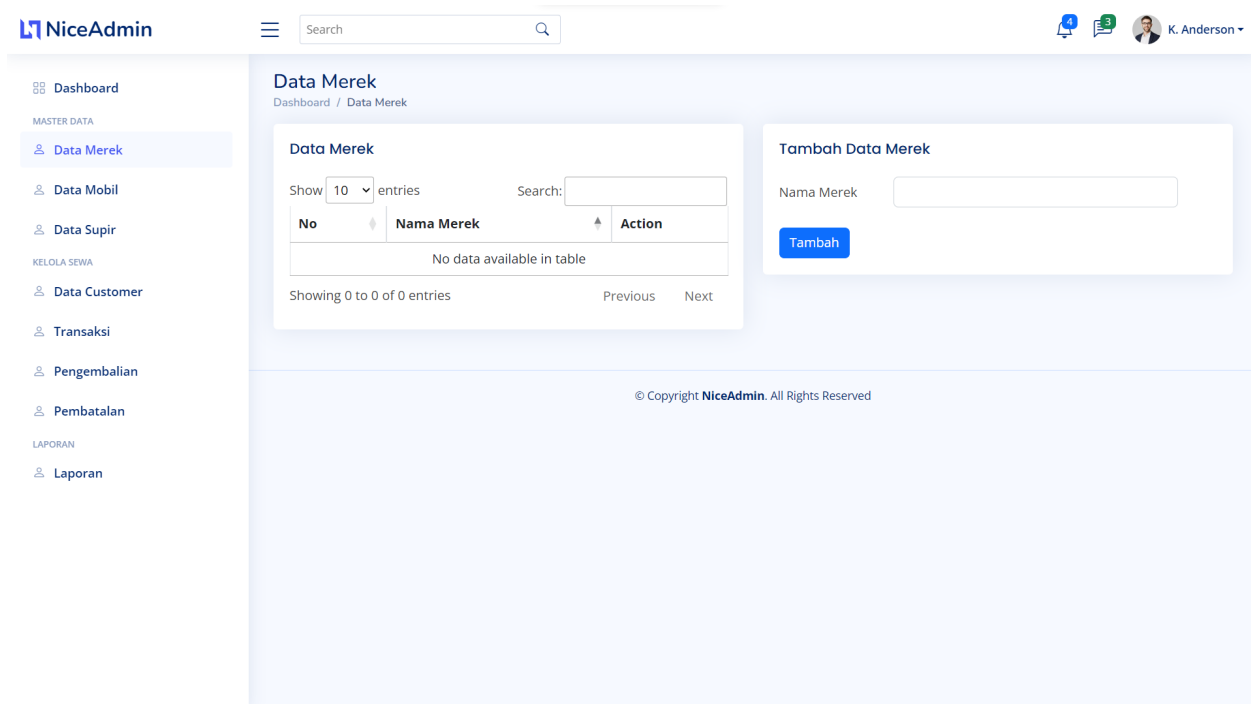 NiceAdmin
Search
4
3
K. Anderson
Dashboard
MASTER DATA
Data Merek
Data Mobil
Data Supir
KELOLA SEWA
Data Customer
Transaksi
Pengembalian
Pembatalan
LAPORAN
Laporan
Data Merek
Dashboard / Data Merek
Data Merek
Show 10 entries Search:
No Nama Merek Action
No data available in table
Showing 0 to 0 of 0 entries Previous Next
Tambah Data Merek
Nama Merek
Tambah
© Copyright NiceAdmin. All Rights Reserved